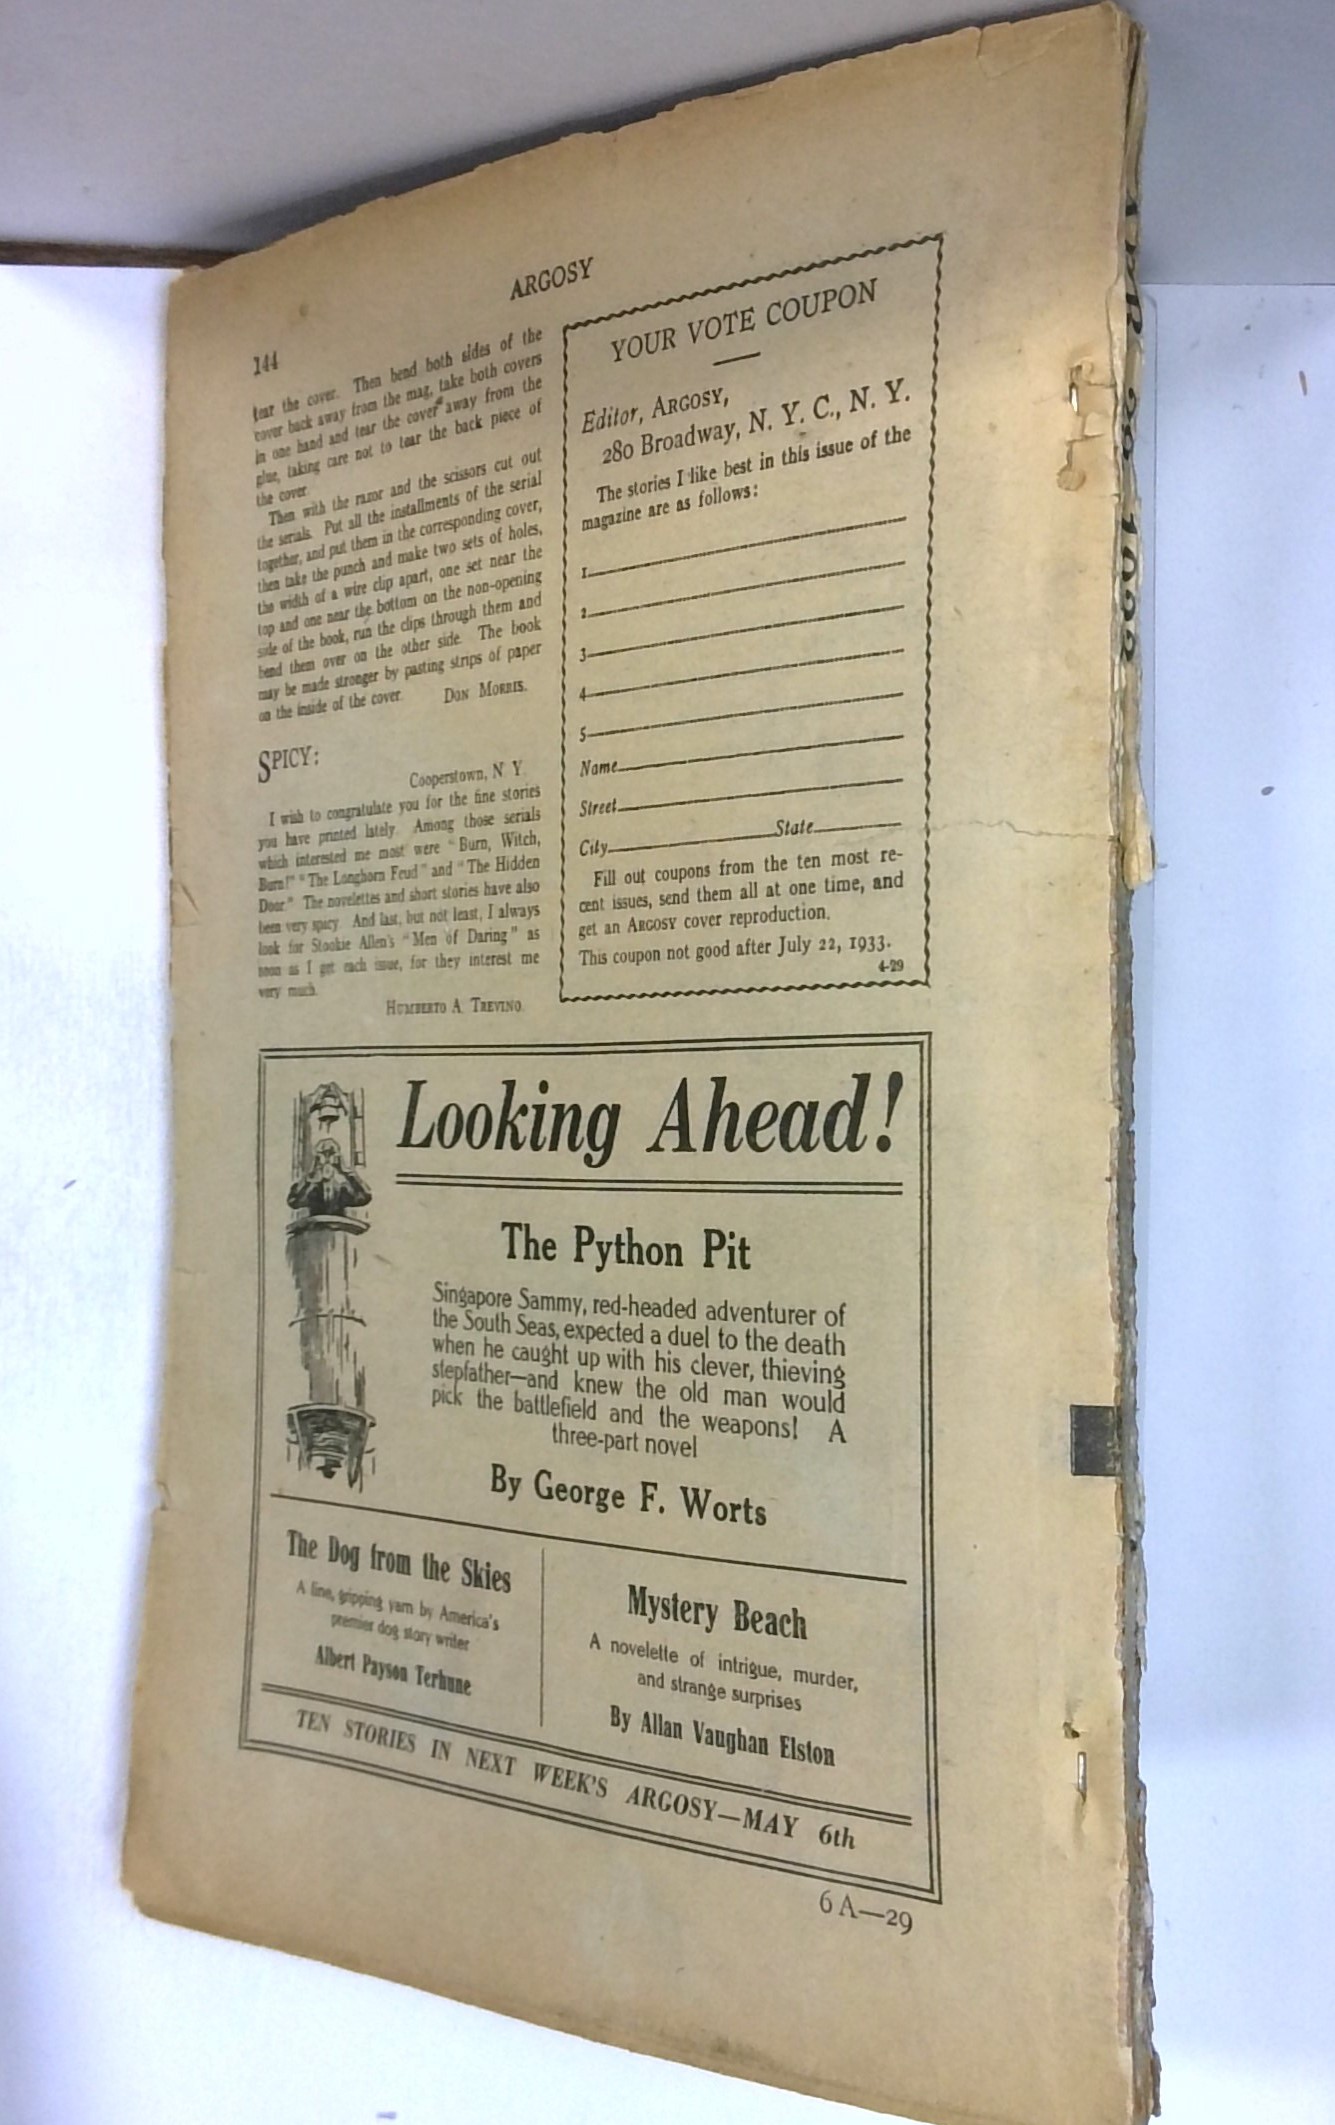 144
ARGOSY
tear the cover. Then bend both sides of the
cover back away from the mag, take both covers
in one hand and tear the cover away from the
glue, taking care not to tear the back piece of
the cover.
Then with the razor and the scissors cut out
the serials. Put all the installments of the serial
together, and put them in the corresponding cover,
then take the punch and make two sets of holes,
the width of a wire clip apart, one set near the
top and one near the bottom on the non-opening
side of the book, run the clips through them and
bend them over on the other side. The book
may be made stronger by pasting strips of paper
on the inside of the cover.
DON MORRIS.
SPICY:
Cooperstown, N. Y.
I wish to congratulate you for the fine stories
you have printed lately. Among those serials
which interested me most were "Burn, Witch,
Burn!" "The Longhorn Feud" and "The Hidden
Door." The novelettes and short stories have also
been very spicy. And last, but not least, I always
look for Stookie Allen's "Men of Daring" as
soon as I get each issue, for they interest me
very much.
HUMBERTO A. TREVINO.
YOUR VOTE COUPON
Editor, ARGOSY,
280 Broadway, N. Y. C., N. Y.
The stories I like best in this issue of the
magazine are as follows:
1
2
3
4
5
Name
Street
City State
Fill out coupons from the ten most re-
cent issues, send them all at one time, and
get an ARGOSY cover reproduction.
This coupon not good after July 22, 1933.
4-29
Looking Ahead!
The Python Pit
Singapore Sammy, red-headed adventurer of
the South Seas, expected a duel to the death
when he caught up with his clever, thieving
stepfather—and knew the old man would
pick the battlefield and the weapons! A
three-part novel
By George F. Worts
The Dog from the Skies
A fine, gripping yarn by America's
premier dog story writer
Albert Payson Terhune
Mystery Beach
A novelette of intrigue, murder,
and strange surprises
By Allan Vaughan Elston
TEN STORIES IN NEXT WEEK'S ARGOSY—MAY 6th
6 A—29